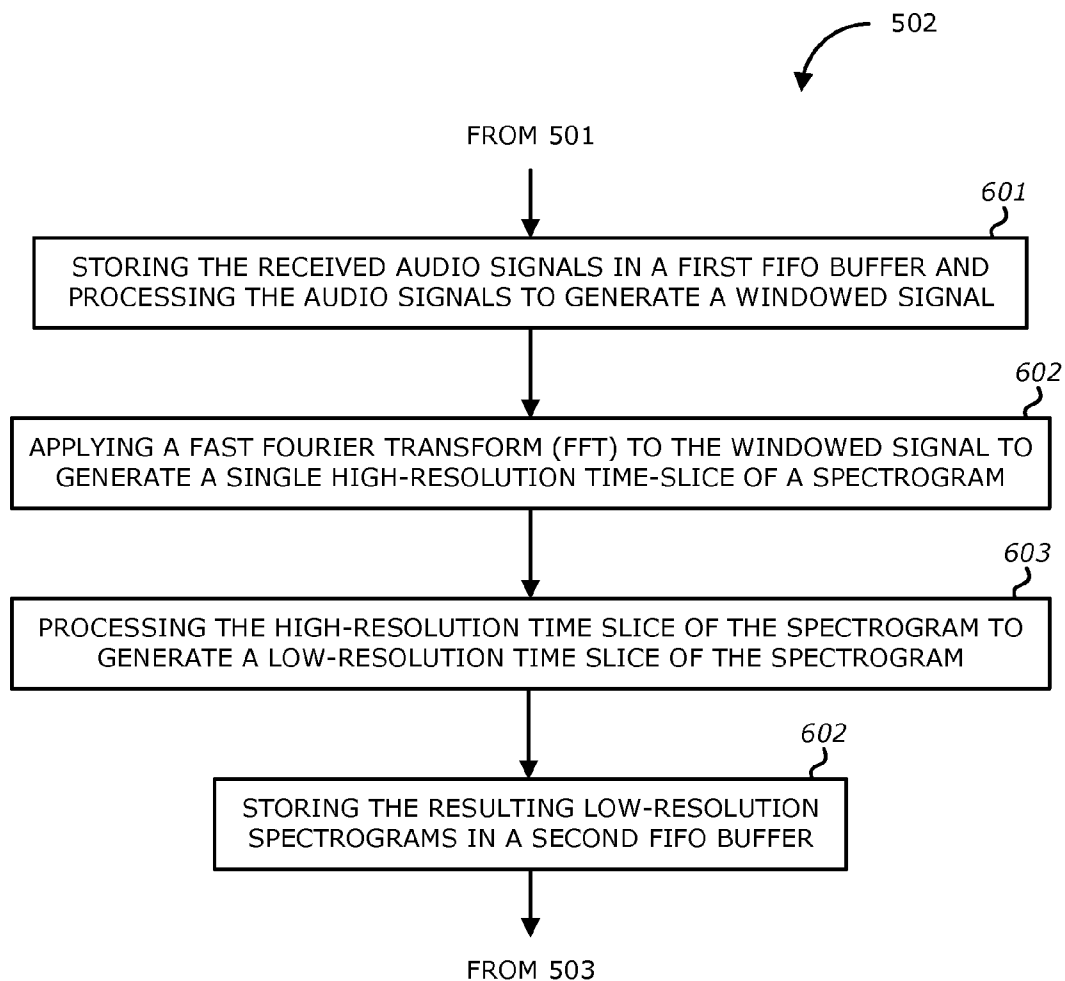 502
FROM 501
601
STORING THE RECEIVED AUDIO SIGNALS IN A FIRST FIFO BUFFER AND
PROCESSING THE AUDIO SIGNALS TO GENERATE A WINDOWED SIGNAL
602
APPLYING A FAST FOURIER TRANSFORM (FFT) TO THE WINDOWED SIGNAL TO
GENERATE A SINGLE HIGH-RESOLUTION TIME-SLICE OF A SPECTROGRAM
603
PROCESSING THE HIGH-RESOLUTION TIME SLICE OF THE SPECTROGRAM TO
GENERATE A LOW-RESOLUTION TIME SLICE OF THE SPECTROGRAM
602
STORING THE RESULTING LOW-RESOLUTION
SPECTROGRAMS IN A SECOND FIFO BUFFER
FROM 503